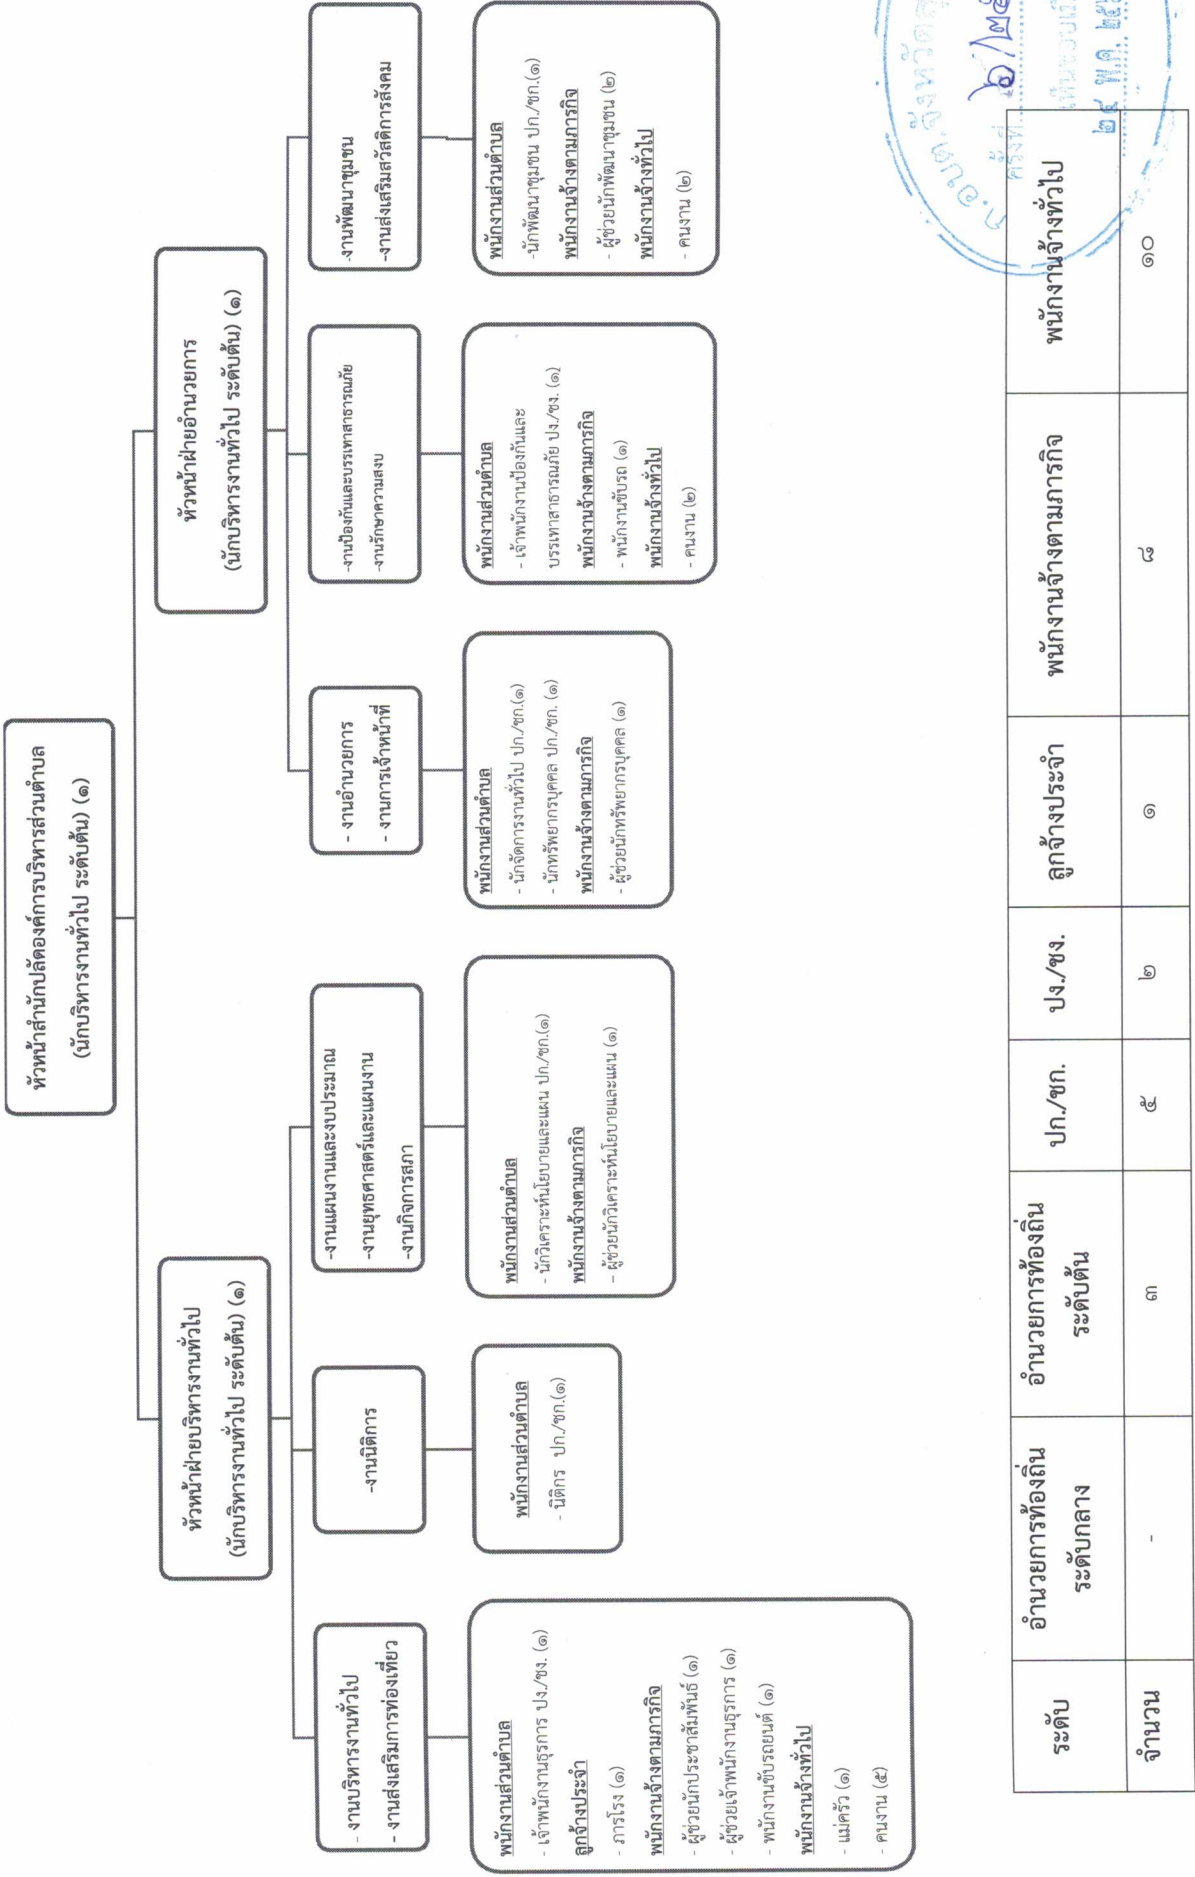 หัวหน้าสำนักปลัดองค์การบริหารส่วนตำบล
(นักบริหารงานทั่วไป ระดับต้น) (๑)
หัวหน้าฝ่ายบริหารงานทั่วไป
(นักบริหารงานทั่วไป ระดับต้น) (๑)
หัวหน้าฝ่ายอำนวยการ
(นักบริหารงานทั่วไป ระดับต้น) (๑)
- งานบริหารงานทั่วไป
- งานส่งเสริมการท่องเที่ยว
-งานนิติการ
-งานแผนงานและงบประมาณ
-งานยุทธศาสตร์และแผนงาน
-งานกิจการสภา
- งานอำนวยการ
- งานการเจ้าหน้าที่
-งานป้องกันและบรรเทาสาธารณภัย
-งานรักษาความสงบ
-งานพัฒนาชุมชน
-งานส่งเสริมสวัสดิการสังคม
พนักงานส่วนตำบล
- เจ้าพนักงานธุรการ ปง./ชง. (๑)
ลูกจ้างประจำ
- ภารโรง (๑)
พนักงานจ้างตามภารกิจ
- ผู้ช่วยนักประชาสัมพันธ์ (๑)
- ผู้ช่วยเจ้าพนักงานธุรการ (๑)
- พนักงานขับรถยนต์ (๑)
พนักงานจ้างทั่วไป
- แม่ครัว (๑)
- คนงาน (๕)
พนักงานส่วนตำบล
- นิติกร ปก./ชก.(๑)
พนักงานส่วนตำบล
- นักวิเคราะห์นโยบายและแผน ปก./ชก.(๑)
พนักงานจ้างตามภารกิจ
– ผู้ช่วยนักวิเคราะห์นโยบายและแผน (๑)
พนักงานส่วนตำบล
- นักจัดการงานทั่วไป ปก./ชก.(๑)
- นักทรัพยากรบุคคล ปก./ชก. (๑)
พนักงานจ้างตามภารกิจ
- ผู้ช่วยนักทรัพยากรบุคคล (๑)
พนักงานส่วนตำบล
- เจ้าพนักงานป้องกันและ
บรรเทาสาธารณภัย ปง./ชง. (๑)
พนักงานจ้างตามภารกิจ
- พนักงานขับรถ (๑)
พนักงานจ้างทั่วไป
- คนงาน (๒)
พนักงานส่วนตำบล
-นักพัฒนาชุมชน ปก./ชก.(๑)
พนักงานจ้างตามภารกิจ
- ผู้ช่วยนักพัฒนาชุมชน (๒)
พนักงานจ้างทั่วไป
- คนงาน (๒)
ระดับ อำนวยการท้องถิ่น ระดับกลาง อำนวยการท้องถิ่น ระดับต้น ปก./ชก. ปง./ชง. ลูกจ้างประจำ พนักงานจ้างตามภารกิจ พนักงานจ้างทั่วไป
จำนวน - ๓ ๕ ๒ ๑ ๘ ๑๐
ก.อบต.จังหวัด
ครั้งที่
๒๔ พ.ค.